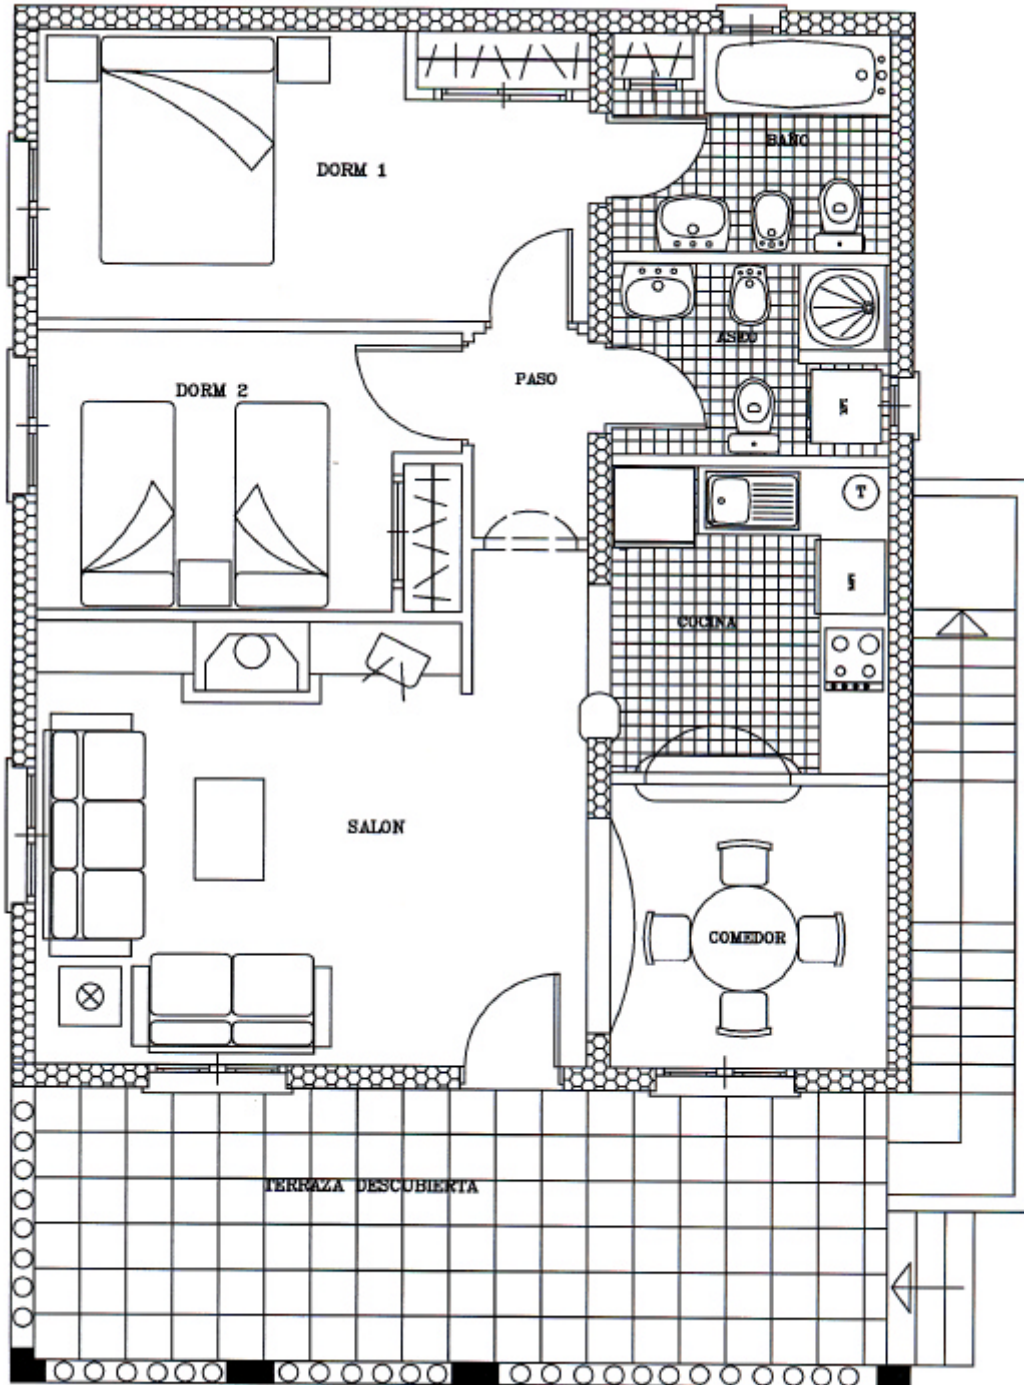 BAÑO
DORM 1
ASEO
PASO
DORM 2
T
COCINA
SALON
COMEDOR
TERRAZA DESCUBIERTA